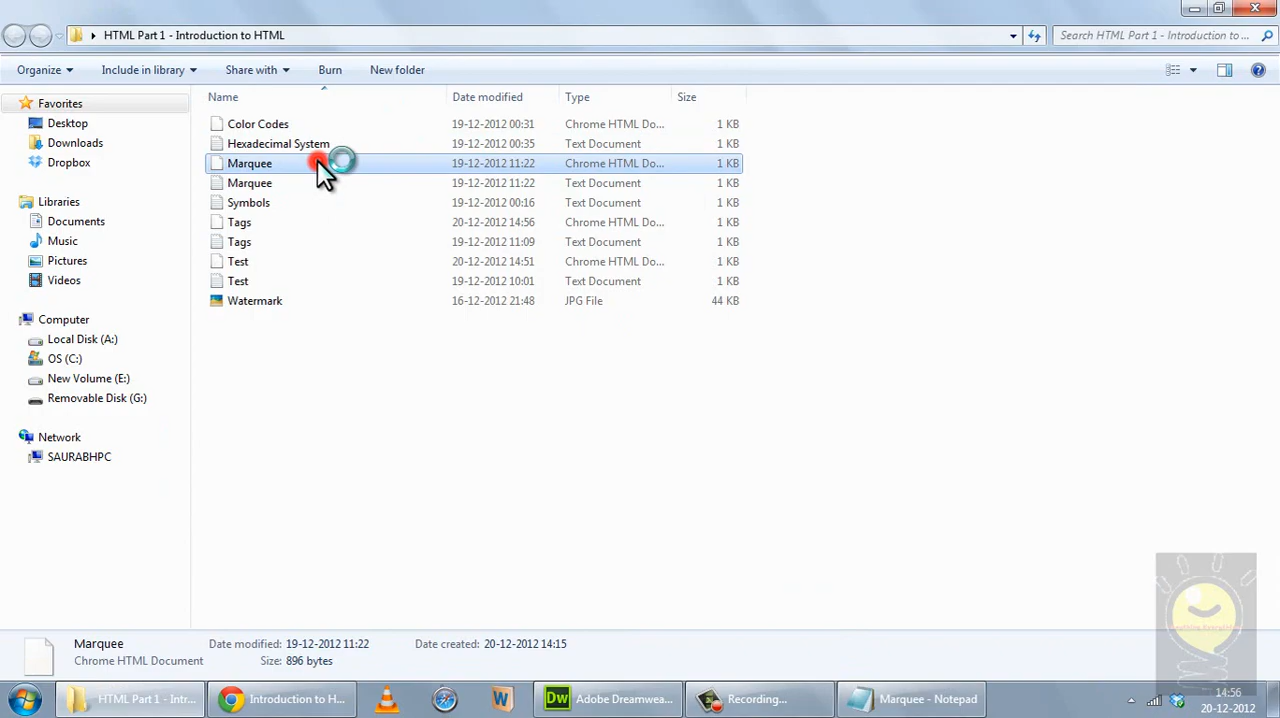 HTML Part 1 - Introduction to HTML
Search HTML Part 1 - Introduction to ...
Organize Include in library Share with Burn New folder
Name Date modified Type Size
Favorites
Desktop
Downloads
Dropbox
Libraries
Documents
Music
Pictures
Videos
Computer
Local Disk (A:)
OS (C:)
New Volume (E:)
Removable Disk (G:)
Network
SAURABHPC
Color Codes 19-12-2012 00:31 Chrome HTML Do... 1 KB
Hexadecimal System 19-12-2012 00:35 Text Document 1 KB
Marquee 19-12-2012 11:22 Chrome HTML Do... 1 KB
Marquee 19-12-2012 11:22 Text Document 1 KB
Symbols 19-12-2012 00:16 Text Document 1 KB
Tags 20-12-2012 14:56 Chrome HTML Do... 1 KB
Tags 19-12-2012 11:09 Text Document 1 KB
Test 20-12-2012 14:51 Chrome HTML Do... 1 KB
Test 19-12-2012 10:01 Text Document 1 KB
Watermark 16-12-2012 21:48 JPG File 44 KB
Marquee Date modified: 19-12-2012 11:22 Date created: 20-12-2012 14:15
Chrome HTML Document Size: 896 bytes
HTML Part 1 - Intr... Introduction to H... W Dw Adobe Dreamwea... Recording... Marquee - Notepad
14:56
20-12-2012